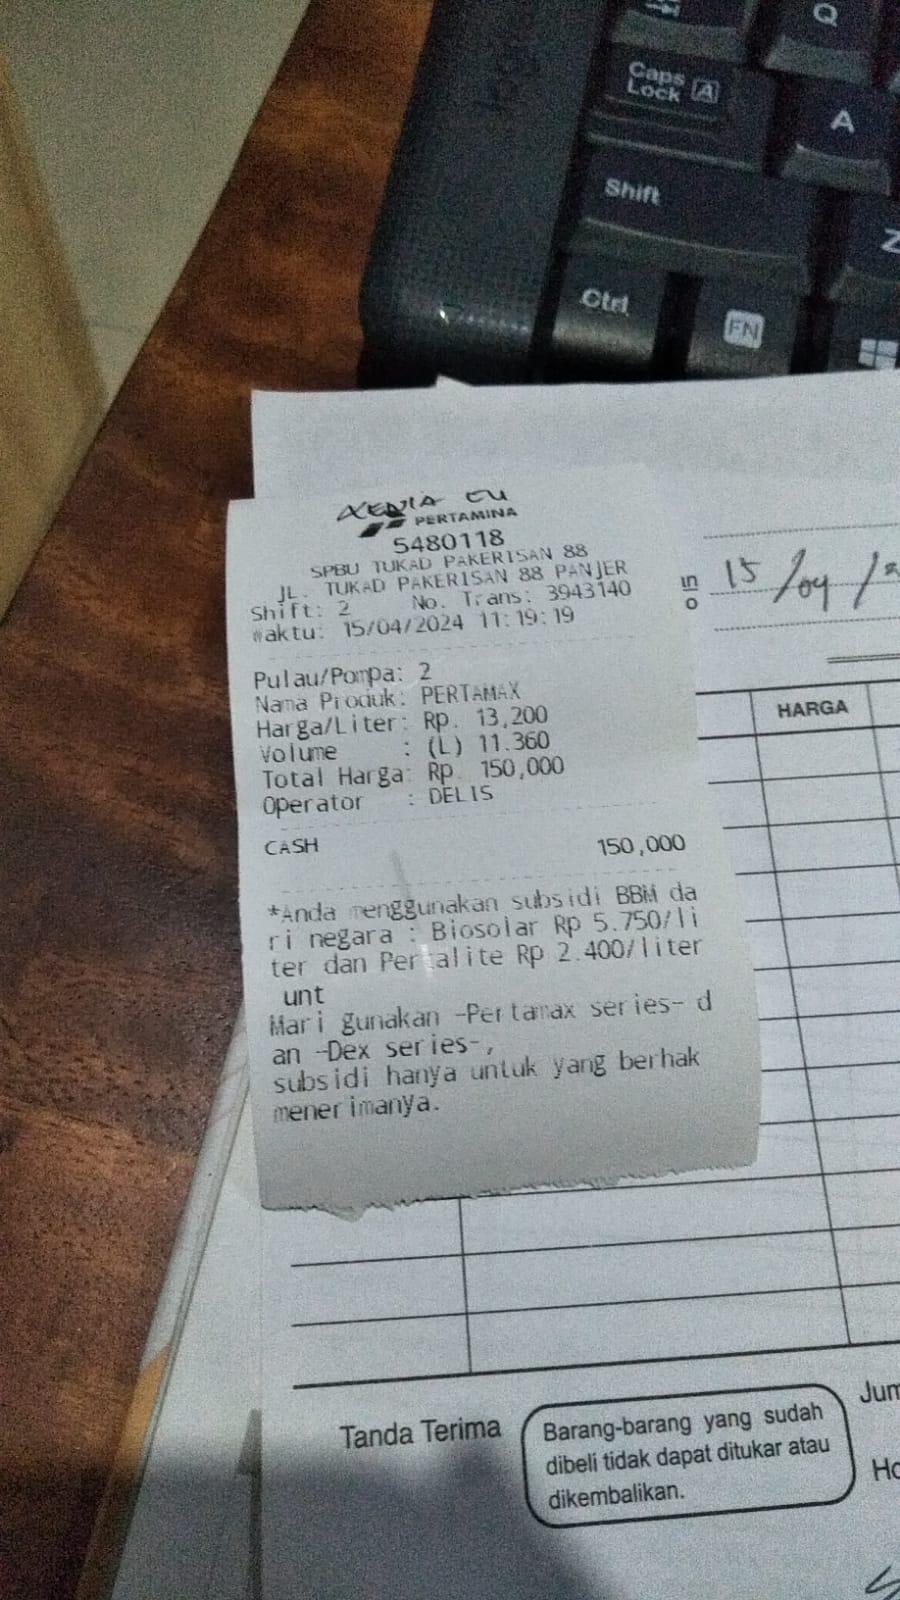 Q
Caps
Lock A
A
Shift
Z
Ctrl
FN
XENIA CU
PERTAMINA
5480118
SPBU TUKAD PAKERISAN 88
JL. TUKAD PAKERISAN 88 PANJER
Shift: 2 No. Trans: 3943140
Waktu: 15/04/2024 11:19:19
Pulau/Pompa: 2
Nama Produk: PERTAMAX
Harga/Liter: Rp. 13,200
Volume : (L) 11.360
Total Harga: Rp. 150,000
Operator : DELIS
CASH 150,000
*Anda menggunakan subsidi BBM da
ri negara : Biosolar Rp 5.750/li
ter dan Pertalite Rp 2.400/liter
unt
Mari gunakan -Pertamax series- d
an -Dex series-,
subsidi hanya untuk yang berhak
menerimanya.
15/04/
HARGA
Tanda Terima
Barang-barang yang sudah
dibeli tidak dapat ditukar atau
dikembalikan.
Jum